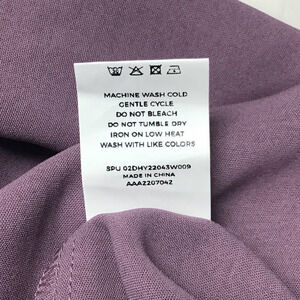 MACHINE WASH COLD
GENTLE CYCLE
DO NOT BLEACH
DO NOT TUMBLE DRY
IRON ON LOW HEAT
WASH WITH LIKE COLORS
SPU 02DHY22043W009
MADE IN CHINA
AAA2207042